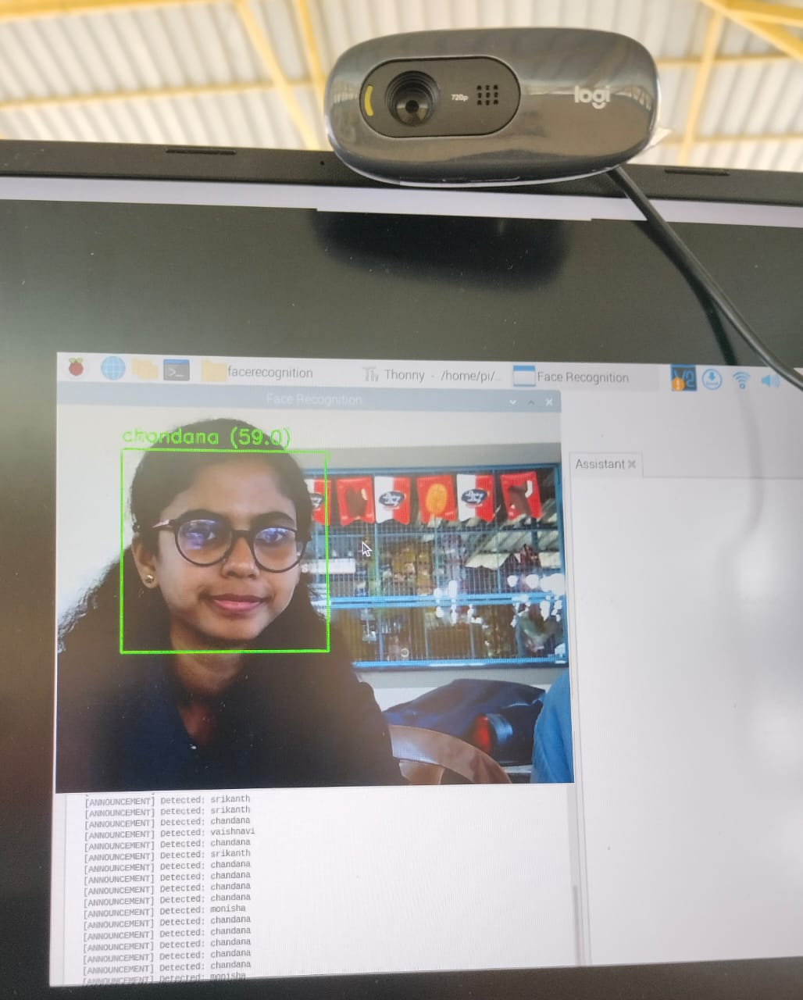 720p
logi
facerecognition
Thonny - /home/pi/...
Face Recognition
V2
Face Recognition
chandana (59.0)
Assistant
[ANNOUNCEMENT] Detected: srikanth
[ANNOUNCEMENT] Detected: srikanth
[ANNOUNCEMENT] Detected: chandana
[ANNOUNCEMENT] Detected: vaishnavi
[ANNOUNCEMENT] Detected: chandana
[ANNOUNCEMENT] Detected: srikanth
[ANNOUNCEMENT] Detected: chandana
[ANNOUNCEMENT] Detected: chandana
[ANNOUNCEMENT] Detected: chandana
[ANNOUNCEMENT] Detected: chandana
[ANNOUNCEMENT] Detected: monisha
[ANNOUNCEMENT] Detected: chandana
[ANNOUNCEMENT] Detected: chandana
[ANNOUNCEMENT] Detected: chandana
[ANNOUNCEMENT] Detected: chandana
[ANNOUNCEMENT] Detected: chandana
[ANNOUNCEMENT] Detected: monisha